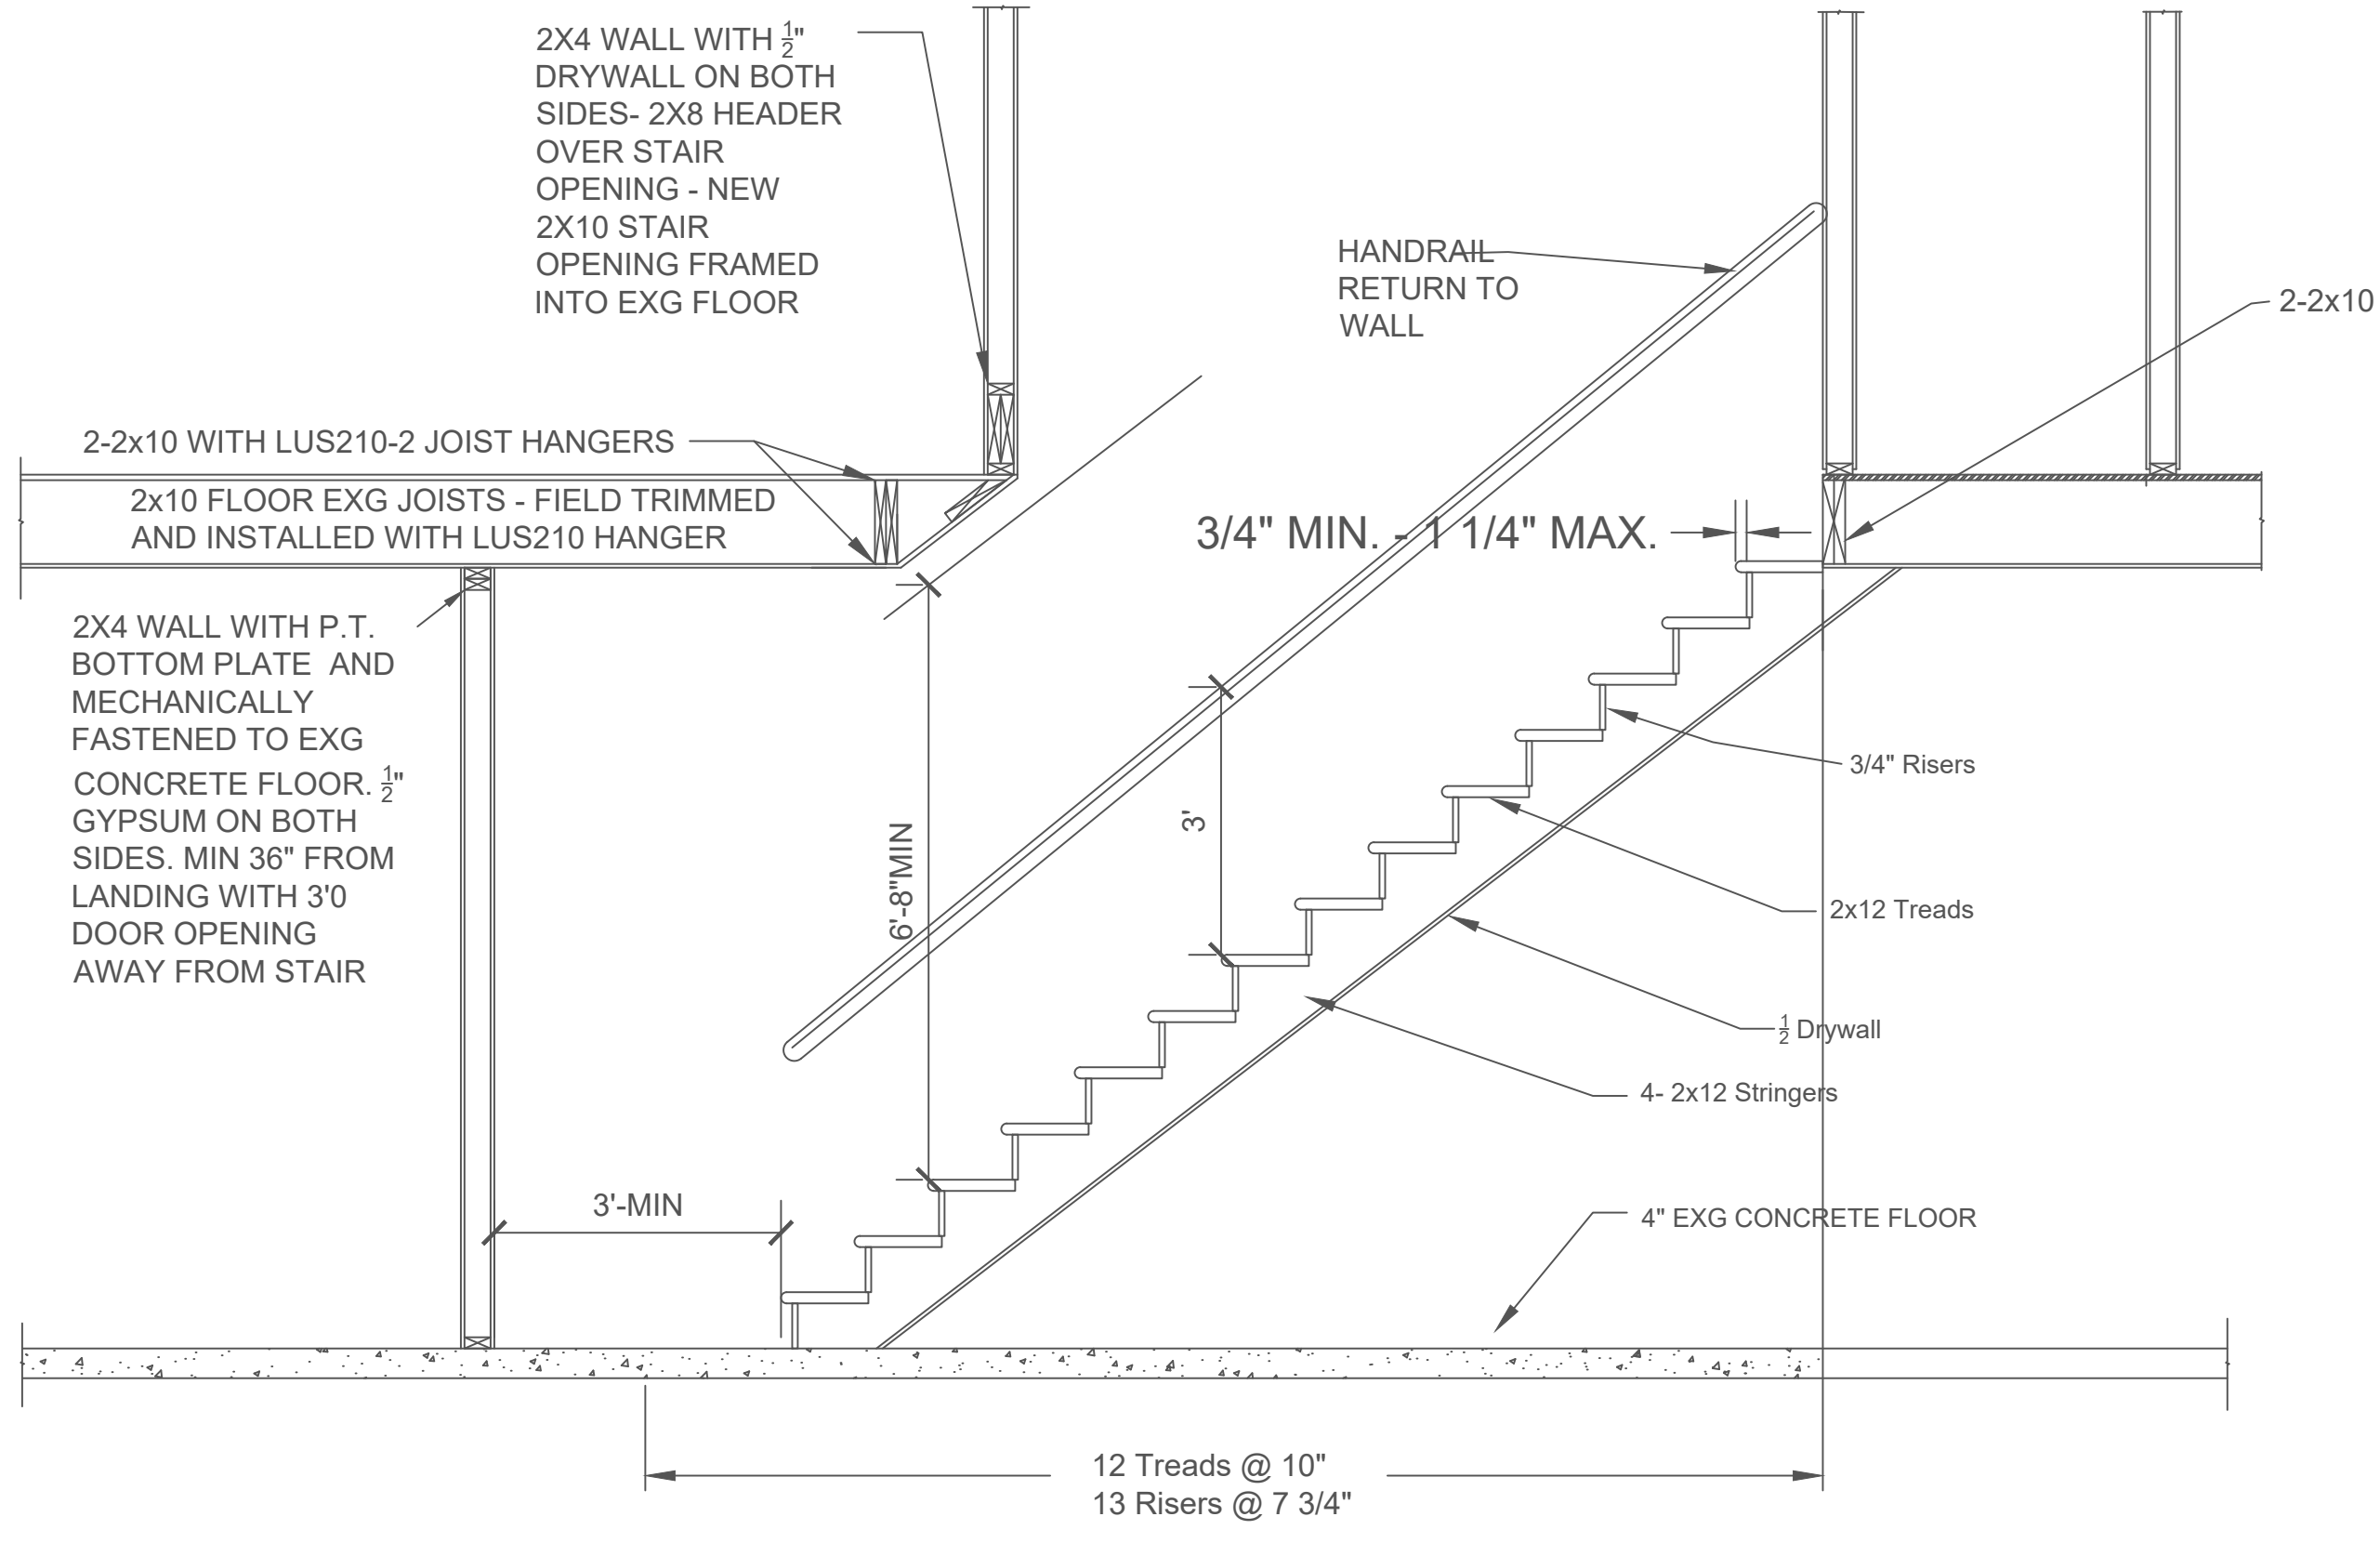 2X4 WALL WITH ½"
DRYWALL ON BOTH
SIDES- 2X8 HEADER
OVER STAIR
OPENING - NEW
2X10 STAIR
OPENING FRAMED
INTO EXG FLOOR
HANDRAIL
RETURN TO
WALL
2-2x10
2-2x10 WITH LUS210-2 JOIST HANGERS
2x10 FLOOR EXG JOISTS - FIELD TRIMMED
AND INSTALLED WITH LUS210 HANGER
3/4" MIN. - 1 1/4" MAX.
2X4 WALL WITH P.T.
BOTTOM PLATE AND
MECHANICALLY
FASTENED TO EXG
CONCRETE FLOOR. ½"
GYPSUM ON BOTH
SIDES. MIN 36" FROM
LANDING WITH 3'0
DOOR OPENING
AWAY FROM STAIR
6'-8"MIN
3'
3/4" Risers
2x12 Treads
½ Drywall
4- 2x12 Stringers
3'-MIN
4" EXG CONCRETE FLOOR
12 Treads @ 10"
13 Risers @ 7 3/4"